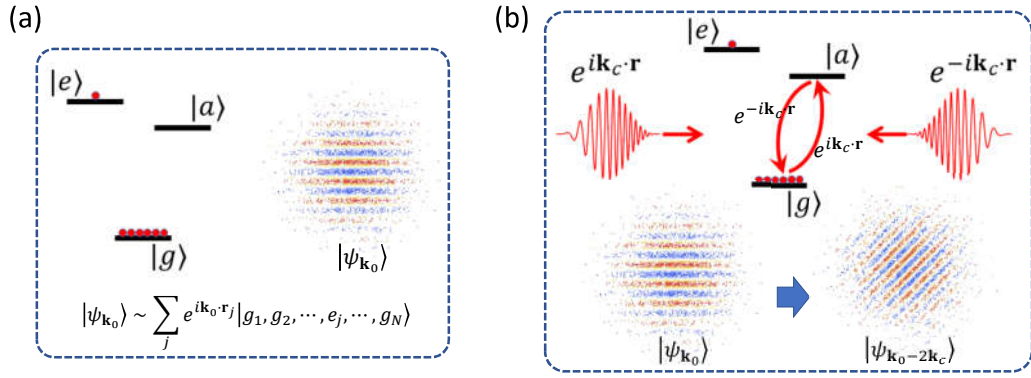 (a)
|e⟩
|a⟩
|g⟩
|ψ_{𝐤_0}⟩
|ψ_{𝐤_0}⟩ ~ ∑_j e^{i𝐤_0·𝐫_j}|g_1, g_2, ⋯, e_j, ⋯, g_N⟩
(b)
|e⟩
|a⟩
e^{i𝐤_c·𝐫}
e^{-i𝐤_c·𝐫}
e^{-i𝐤_c·𝐫}
e^{i𝐤_c·𝐫}
|g⟩
|ψ_{𝐤_0}⟩
|ψ_{𝐤_0-2𝐤_c}⟩